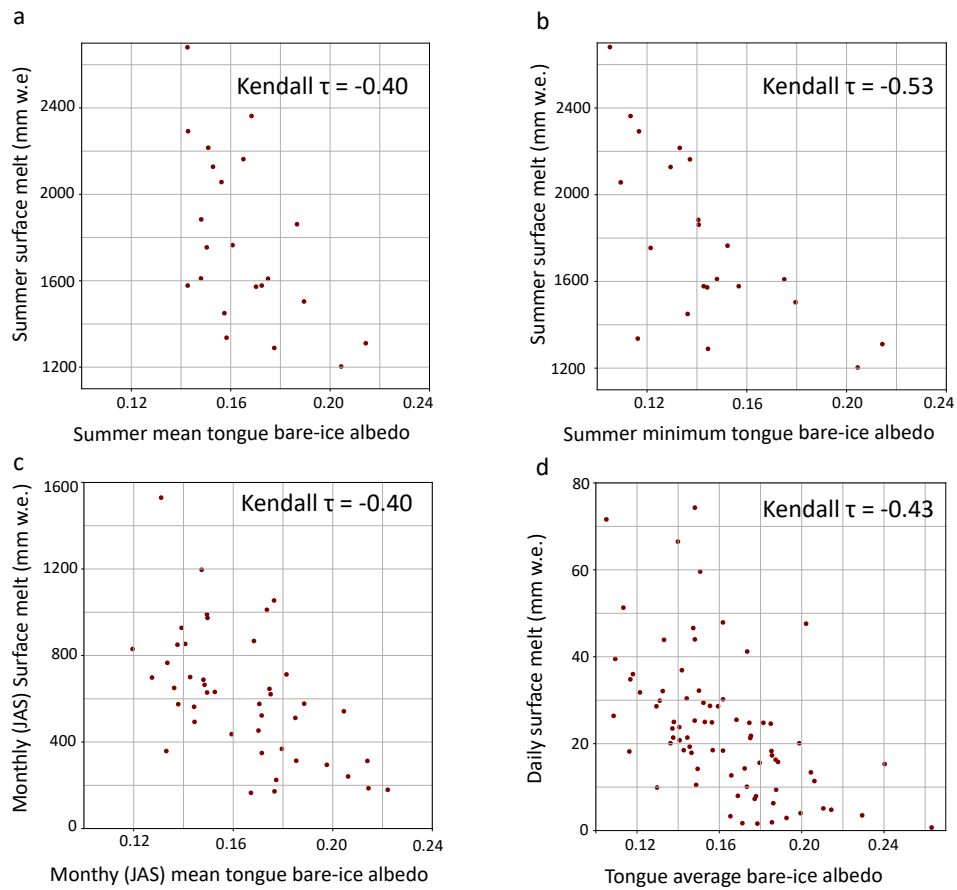 a
Kendall τ = -0.40
Summer surface melt (mm w.e)
2400
2000
1600
1200
0.12 0.16 0.20 0.24
Summer mean tongue bare-ice albedo
b
Kendall τ = -0.53
Summer surface melt (mm w.e.)
2400
2000
1600
1200
0.12 0.16 0.20 0.24
Summer minimum tongue bare-ice albedo
c
Kendall τ = -0.40
Monthly (JAS) Surface melt (mm w.e.)
1600
1200
800
400
0
0.12 0.16 0.20 0.24
Monthy (JAS) mean tongue bare-ice albedo
d
Kendall τ = -0.43
Daily surface melt (mm w.e.)
80
60
40
20
0
0.12 0.16 0.20 0.24
Tongue average bare-ice albedo